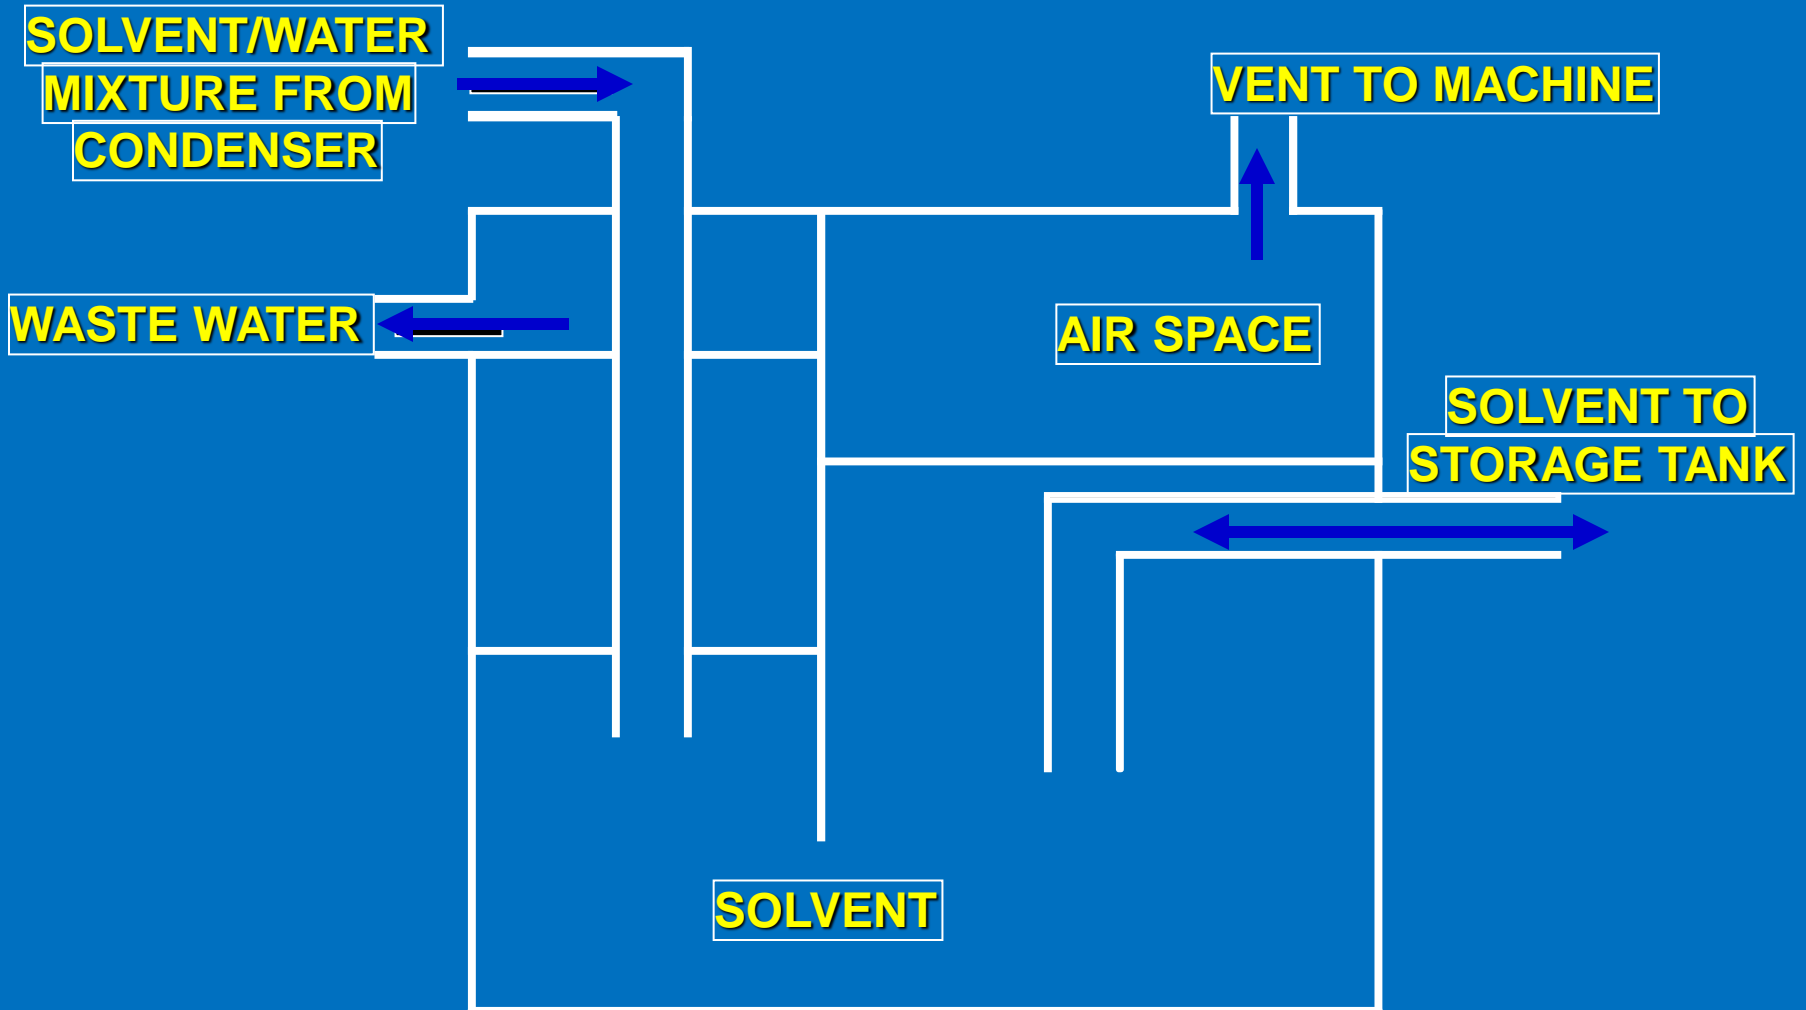 SOLVENT/WATER
MIXTURE FROM
CONDENSER
VENT TO MACHINE
WASTE WATER
AIR SPACE
SOLVENT TO
STORAGE TANK
SOLVENT